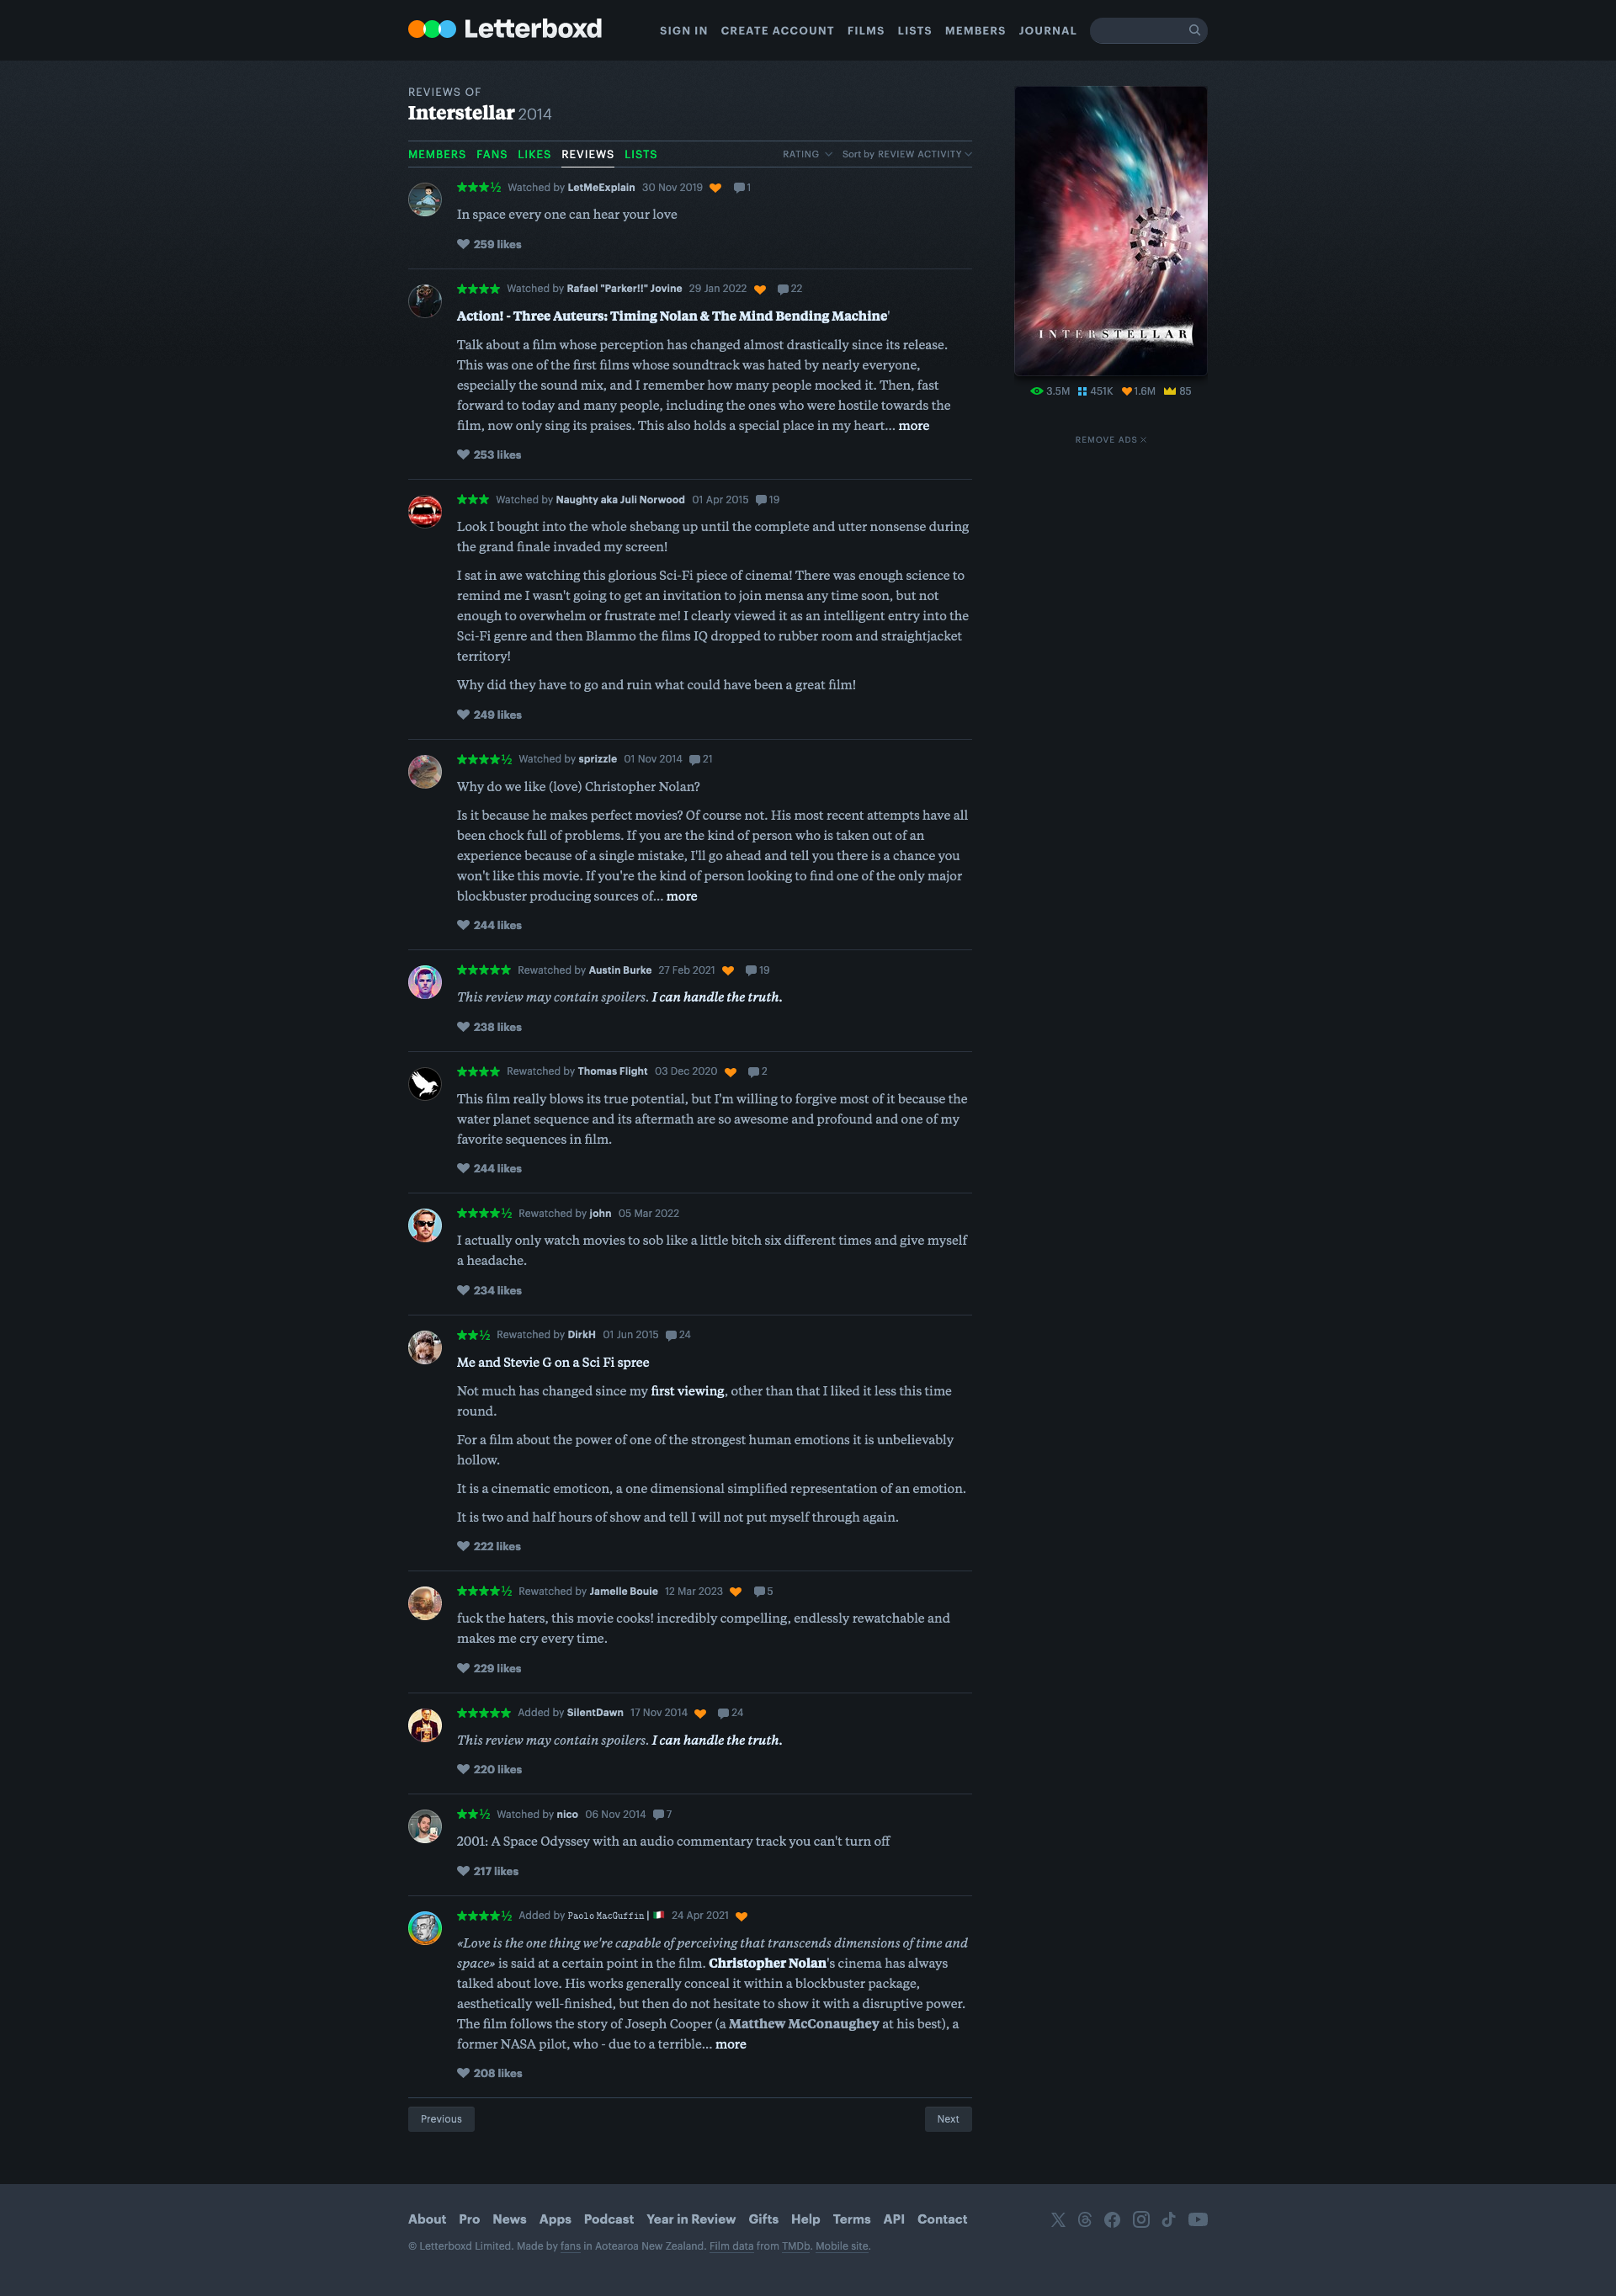 Letterboxd
SIGN IN CREATE ACCOUNT FILMS LISTS MEMBERS JOURNAL
REVIEWS OF
Interstellar 2014
MEMBERS FANS LIKES REVIEWS LISTS RATING Sort by REVIEW ACTIVITY
★★★½ Watched by LetMeExplain 30 Nov 2019 1
In space every one can hear your love
259 likes
★★★★ Watched by Rafael "Parker!!" Jovine 29 Jan 2022 22
Action! - Three Auteurs: Timing Nolan & The Mind Bending Machine'
Talk about a film whose perception has changed almost drastically since its release.
This was one of the first films whose soundtrack was hated by nearly everyone,
especially the sound mix, and I remember how many people mocked it. Then, fast
forward to today and many people, including the ones who were hostile towards the
film, now only sing its praises. This also holds a special place in my heart... more
253 likes
★★★ Watched by Naughty aka Juli Norwood 01 Apr 2015 19
Look I bought into the whole shebang up until the complete and utter nonsense during
the grand finale invaded my screen!
I sat in awe watching this glorious Sci-Fi piece of cinema! There was enough science to
remind me I wasn't going to get an invitation to join mensa any time soon, but not
enough to overwhelm or frustrate me! I clearly viewed it as an intelligent entry into the
Sci-Fi genre and then Blammo the films IQ dropped to rubber room and straightjacket
territory!
Why did they have to go and ruin what could have been a great film!
249 likes
★★★★½ Watched by sprizzle 01 Nov 2014 21
Why do we like (love) Christopher Nolan?
Is it because he makes perfect movies? Of course not. His most recent attempts have all
been chock full of problems. If you are the kind of person who is taken out of an
experience because of a single mistake, I'll go ahead and tell you there is a chance you
won't like this movie. If you're the kind of person looking to find one of the only major
blockbuster producing sources of... more
244 likes
★★★★★ Rewatched by Austin Burke 27 Feb 2021 19
This review may contain spoilers. I can handle the truth.
238 likes
★★★★ Rewatched by Thomas Flight 03 Dec 2020 2
This film really blows its true potential, but I'm willing to forgive most of it because the
water planet sequence and its aftermath are so awesome and profound and one of my
favorite sequences in film.
244 likes
★★★★½ Rewatched by john 05 Mar 2022
I actually only watch movies to sob like a little bitch six different times and give myself
a headache.
234 likes
★★½ Rewatched by DirkH 01 Jun 2015 24
Me and Stevie G on a Sci Fi spree
Not much has changed since my first viewing, other than that I liked it less this time
round.
For a film about the power of one of the strongest human emotions it is unbelievably
hollow.
It is a cinematic emoticon, a one dimensional simplified representation of an emotion.
It is two and half hours of show and tell I will not put myself through again.
222 likes
★★★★½ Rewatched by Jamelle Bouie 12 Mar 2023 5
fuck the haters, this movie cooks! incredibly compelling, endlessly rewatchable and
makes me cry every time.
229 likes
★★★★★ Added by SilentDawn 17 Nov 2014 24
This review may contain spoilers. I can handle the truth.
220 likes
★★½ Watched by nico 06 Nov 2014 7
2001: A Space Odyssey with an audio commentary track you can't turn off
217 likes
★★★★½ Added by Paolo MacGuffin | 🇮🇹 24 Apr 2021
«Love is the one thing we're capable of perceiving that transcends dimensions of time and
space» is said at a certain point in the film. Christopher Nolan's cinema has always
talked about love. His works generally conceal it within a blockbuster package,
aesthetically well-finished, but then do not hesitate to show it with a disruptive power.
The film follows the story of Joseph Cooper (a Matthew McConaughey at his best), a
former NASA pilot, who - due to a terrible... more
208 likes
Previous Next
INTERSTELLAR
3.5M 451K 1.6M 85
REMOVE ADS
About Pro News Apps Podcast Year in Review Gifts Help Terms API Contact
© Letterboxd Limited. Made by fans in Aotearoa New Zealand. Film data from TMDb. Mobile site.